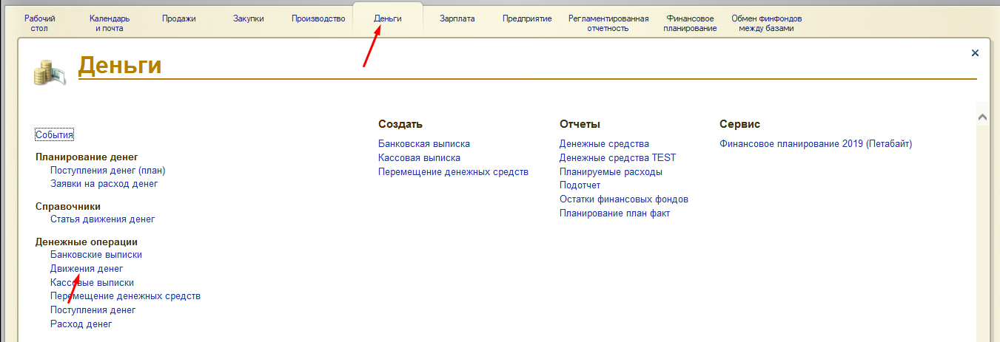 Рабочий
стол
Календарь
и почта
Продажи
Закупки
Производство
Деньги
Зарплата
Предприятие
Регламентированная
отчетность
Финансовое
планирование
Обмен финфондов
между базами
Деньги
События
Планирование денег
Поступления денег (план)
Заявки на расход денег
Справочники
Статья движения денег
Денежные операции
Банковские выписки
Движения денег
Кассовые выписки
Перемещение денежных средств
Поступления денег
Расход денег
Создать
Банковская выписка
Кассовая выписка
Перемещение денежных средств
Отчеты
Денежные средства
Денежные средства TEST
Планируемые расходы
Подотчет
Остатки финансовых фондов
Планирование план факт
Сервис
Финансовое планирование 2019 (Петабайт)